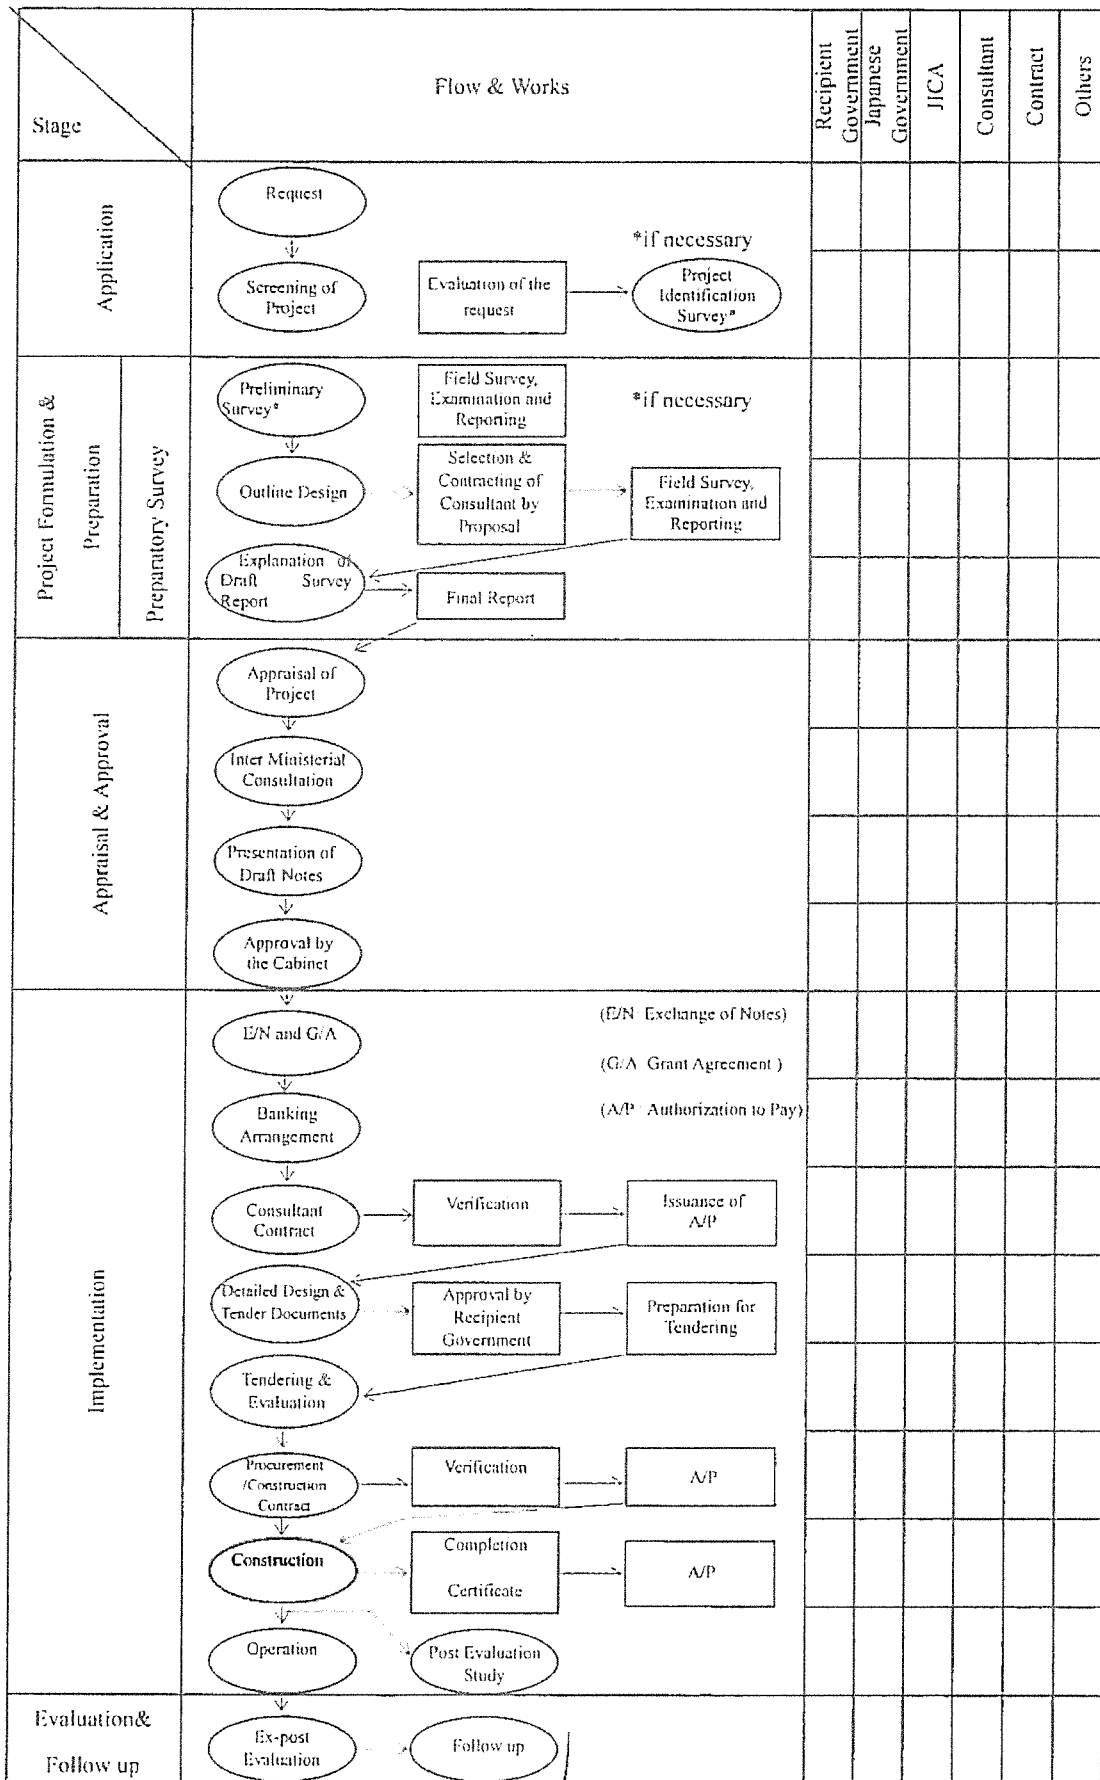 Stage
Flow & Works
Recipient
Government
Japanese
Government
JICA
Consultant
Contract
Others
Application
Request
*if necessary
Screening of
Project
Evaluation of the
request
Project
Identification
Survey*
Project Formulation &
Preparation
Preparatory Survey
Preliminary
Survey*
Field Survey,
Examination and
Reporting
*if necessary
Outline Design
Selection &
Contracting of
Consultant by
Proposal
Field Survey,
Examination and
Reporting
Explanation of
Draft Survey
Report
Final Report
Appraisal & Approval
Appraisal of
Project
Inter Ministerial
Consultation
Presentation of
Draft Notes
Approval by
the Cabinet
Implementation
E/N and G/A
(E/N: Exchange of Notes)
(G/A: Grant Agreement )
(A/P: Authorization to Pay)
Banking
Arrangement
Consultant
Contract
Verification
Issuance of
A/P
Detailed Design &
Tender Documents
Approval by
Recipient
Government
Preparation for
Tendering
Tendering &
Evaluation
Procurement
/Construction
Contract
Verification
A/P
Construction
Completion
Certificate
A/P
Operation
Post Evaluation
Study
Evaluation&
Follow up
Ex-post
Evaluation
Follow up